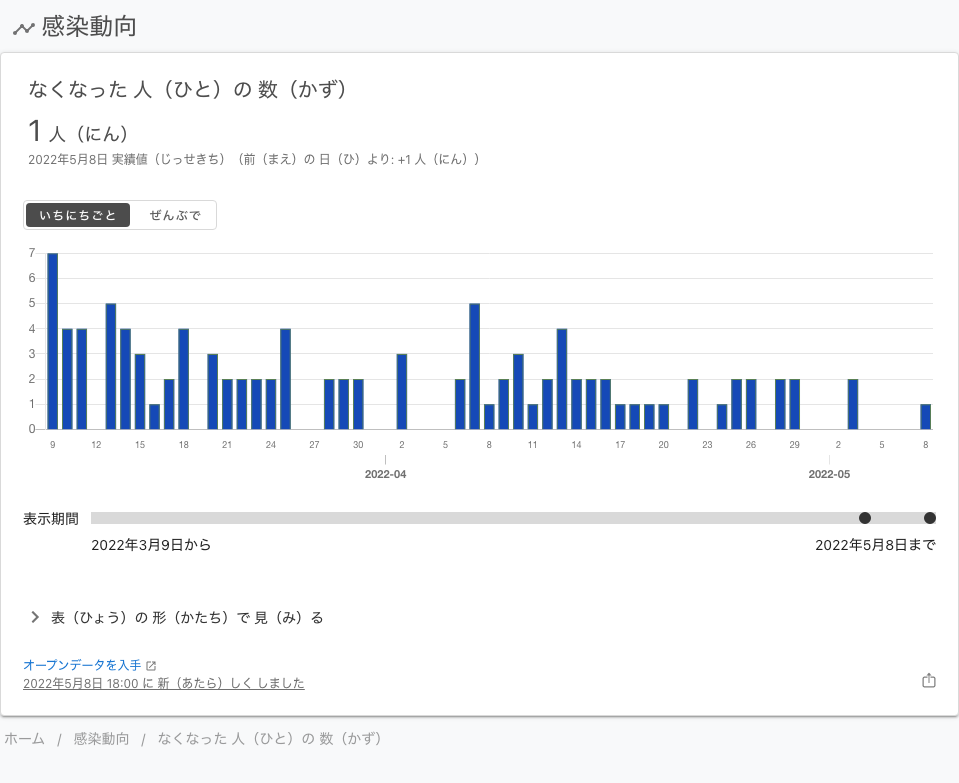 感染動向
なくなった 人（ひと）の 数（かず）
1 人（にん）
2022年5月8日 実績値（じっせきち）（前（まえ）の 日（ひ）より: +1 人（にん））
いちにちごと ぜんぶで
7
6
5
4
3
2
1
0
9 12 15 18 21 24 27 30 2 5 8 11 14 17 20 23 26 29 2 5 8
2022-04 2022-05
表示期間
2022年3月9日から 2022年5月8日まで
表（ひょう）の 形（かたち）で 見（み）る
オープンデータを入手
2022年5月8日 18:00 に 新（あたら）しく しました
ホーム / 感染動向 / なくなった 人（ひと）の 数（かず）